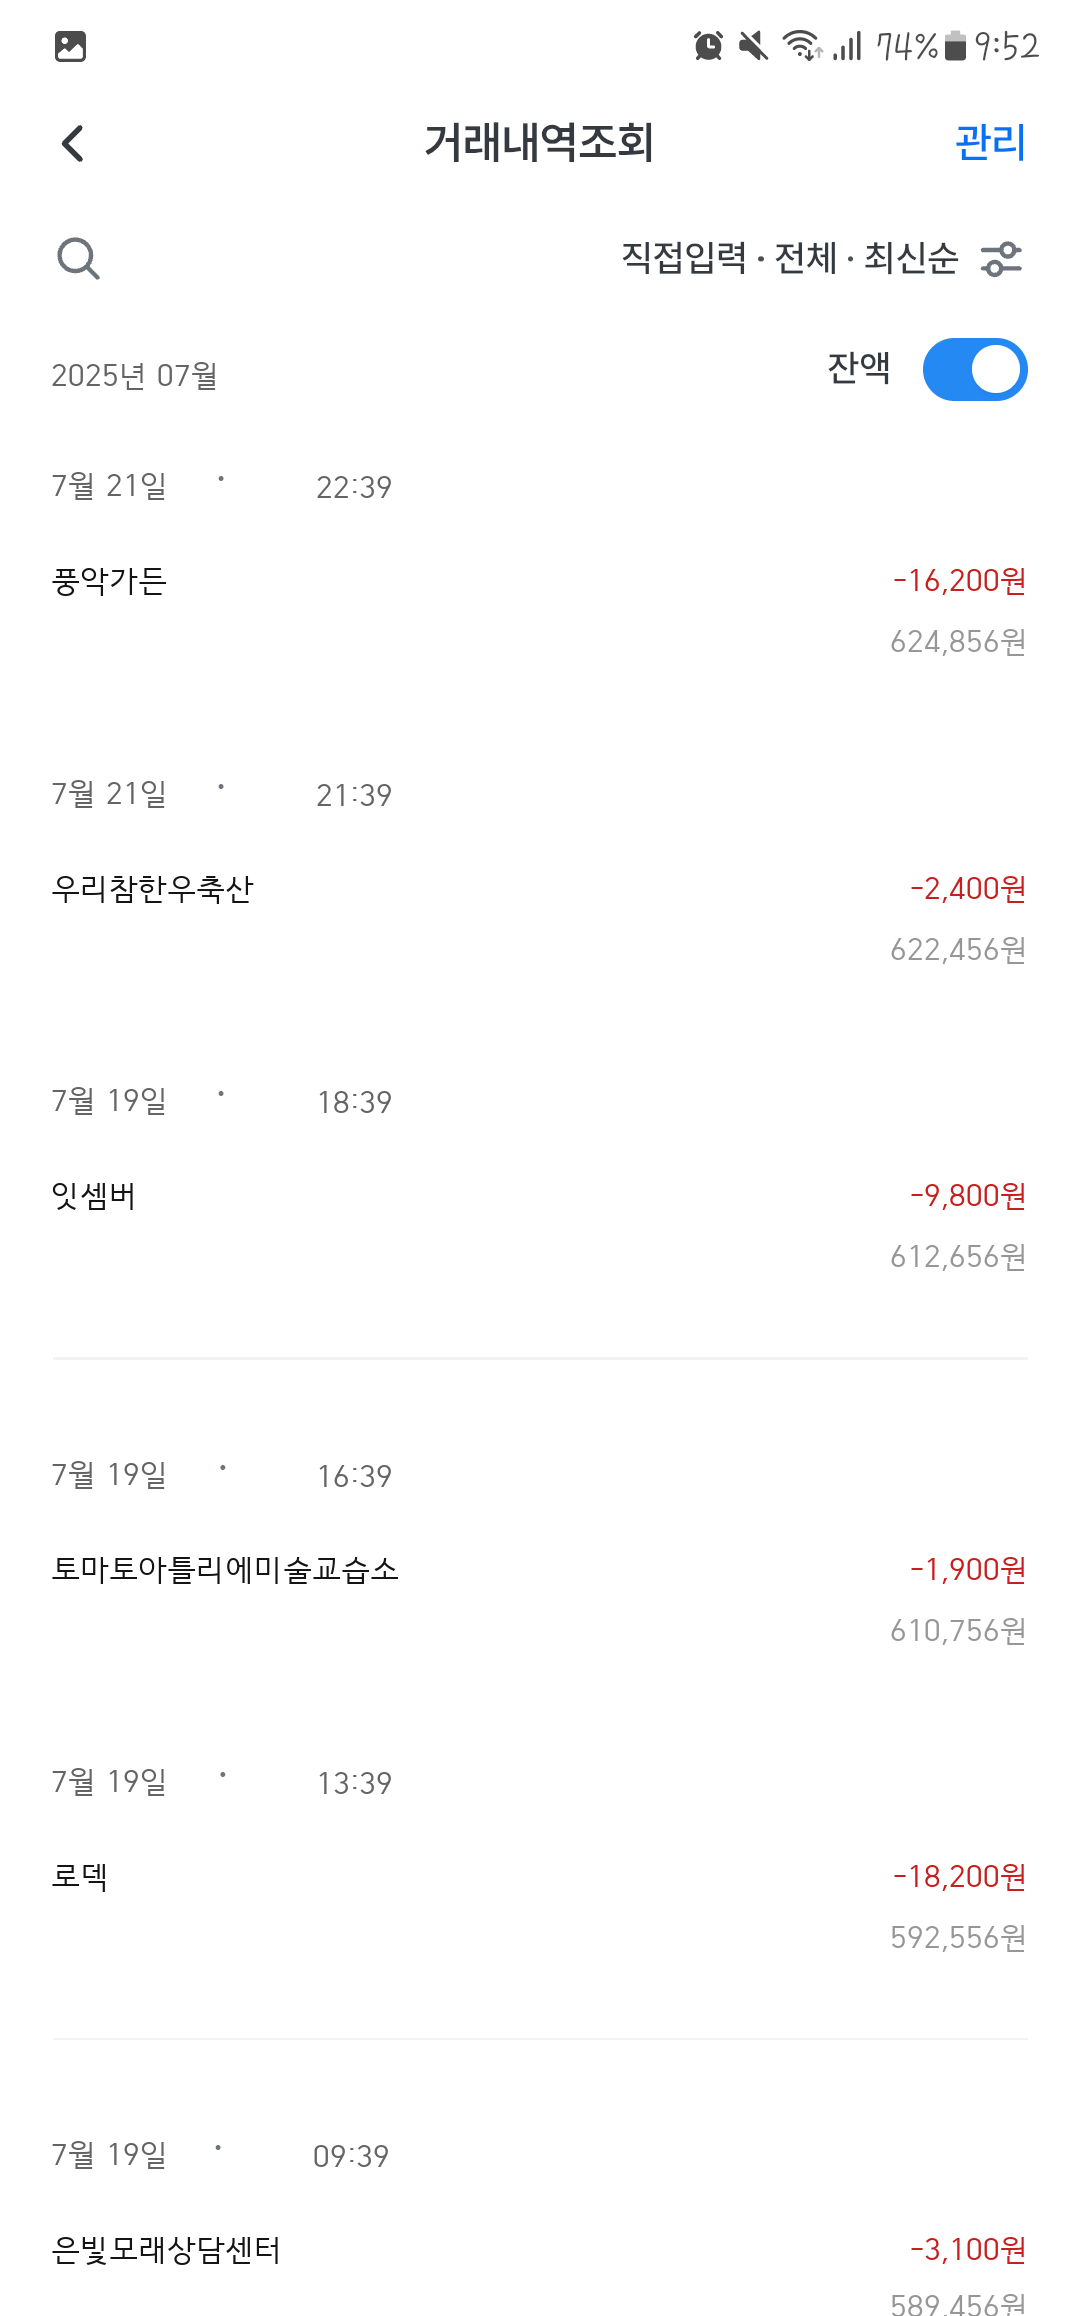 74% 9:52
거래내역조회 관리
직접입력 · 전체 · 최신순
2025년 07월 잔액
7월 21일 · 22:39
풍악가든 -16,200원
624,856원
7월 21일 · 21:39
우리참한우축산 -2,400원
622,456원
7월 19일 · 18:39
잇셈버 -9,800원
612,656원
7월 19일 · 16:39
토마토아틀리에미술교습소 -1,900원
610,756원
7월 19일 · 13:39
로덱 -18,200원
592,556원
7월 19일 · 09:39
은빛모래상담센터 -3,100원
589,456원